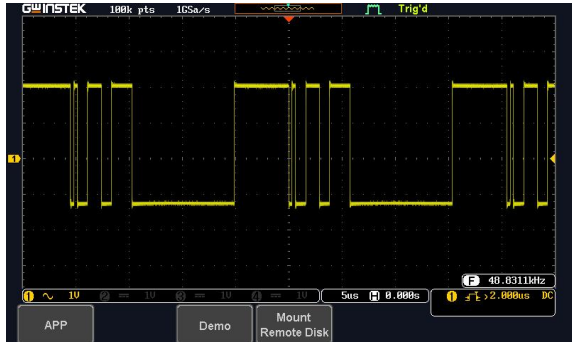 GWINSTEK 100k pts 1GSa/s Trig'd
1
F 48.8311kHz
1 1V 2 1V 3 1V 4 1V 5us H 0.000s 1 >2.000us DC
APP Demo Mount
Remote Disk